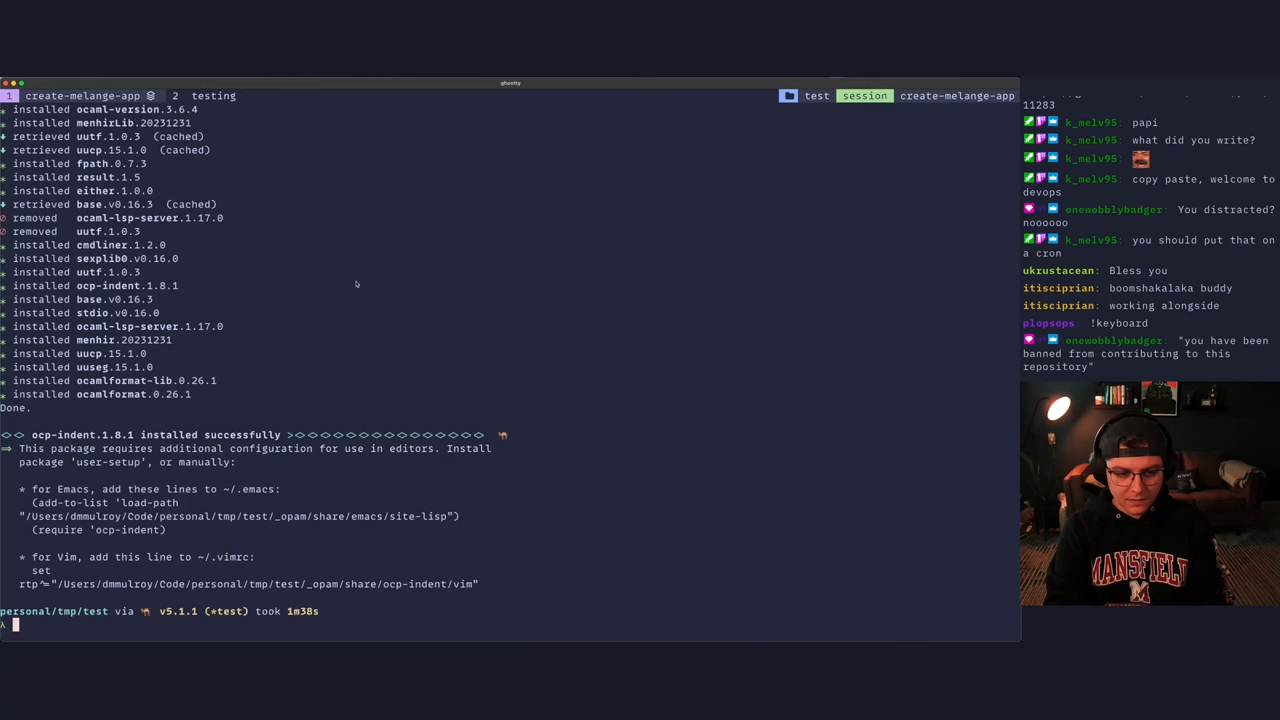 ghostty
1 create-melange-app 2 testing
test session create-melange-app
* installed ocaml-version.3.6.4
* installed menhirLib.20231231
retrieved uutf.1.0.3 (cached)
retrieved uucp.15.1.0 (cached)
* installed fpath.0.7.3
* installed result.1.5
* installed either.1.0.0
retrieved base.v0.16.3 (cached)
removed ocaml-lsp-server.1.17.0
removed uutf.1.0.3
* installed cmdliner.1.2.0
* installed sexplib0.v0.16.0
* installed uutf.1.0.3
* installed ocp-indent.1.8.1
* installed base.v0.16.3
* installed stdio.v0.16.0
* installed ocaml-lsp-server.1.17.0
* installed menhir.20231231
* installed uucp.15.1.0
* installed uuseg.15.1.0
* installed ocamlformat-lib.0.26.1
* installed ocamlformat.0.26.1
Done.
<><> ocp-indent.1.8.1 installed successfully ><><><><><><><><><><><><><><><> 🐫
=> This package requires additional configuration for use in editors. Install
package 'user-setup', or manually:
* for Emacs, add these lines to ~/.emacs:
(add-to-list 'load-path
"/Users/dmmulroy/Code/personal/tmp/test/_opam/share/emacs/site-lisp")
(require 'ocp-indent)
* for Vim, add this line to ~/.vimrc:
set
rtp^="/Users/dmmulroy/Code/personal/tmp/test/_opam/share/ocp-indent/vim"
personal/tmp/test via 🐫 v5.1.1 (*test) took 1m38s
λ
11283
k_melv95: papi
k_melv95: what did you write?
k_melv95:
k_melv95: copy paste, welcome to
devops
onewobblybadger: You distracted?
noooooo
k_melv95: you should put that on
a cron
ukrustacean: Bless you
itisciprian: boomshakalaka buddy
itisciprian: working alongside
plopsops: !keyboard
onewobblybadger: "you have been
banned from contributing to this
repository"
MANSFIELD
M